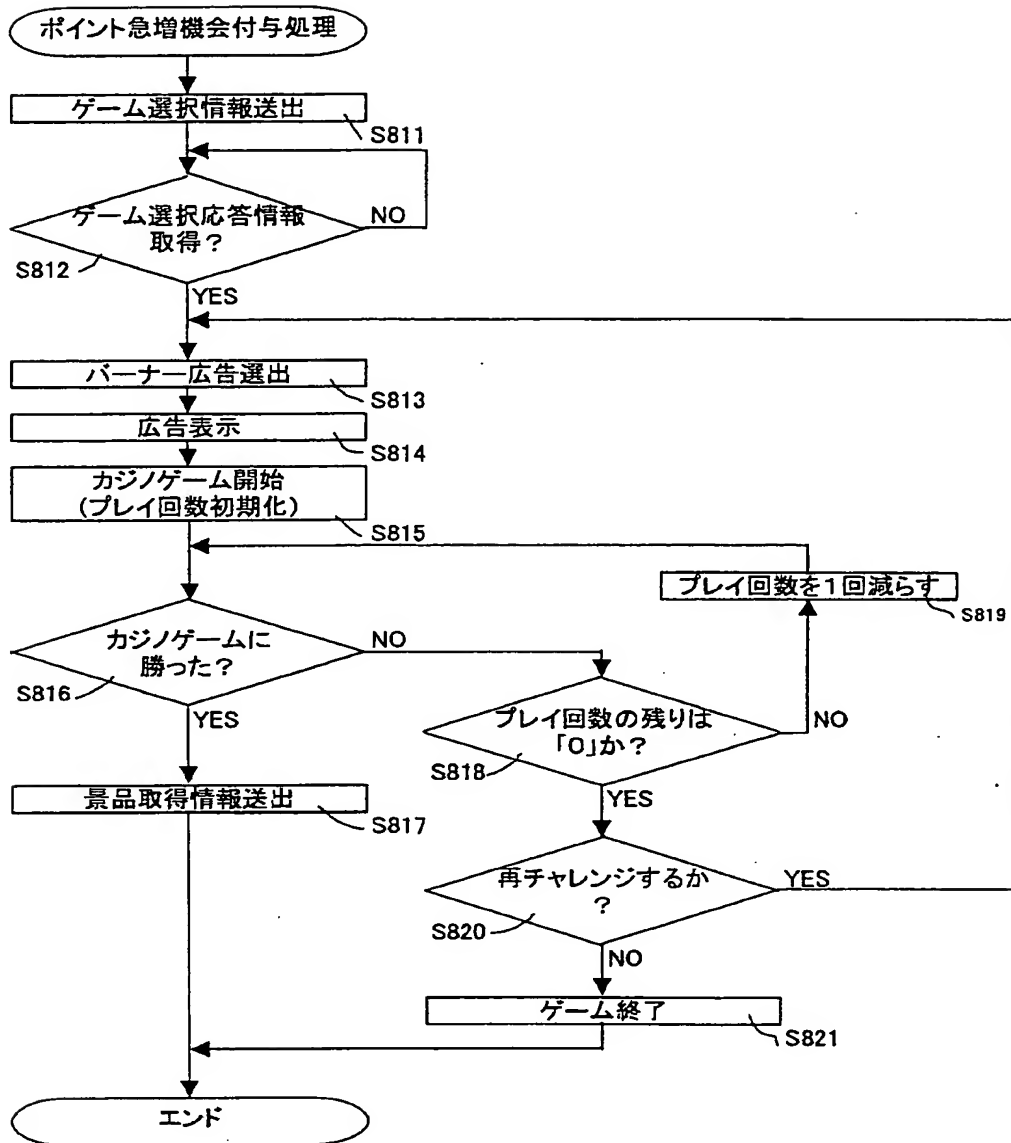 ポイント急増機会付与処理
ゲーム選択情報送出
S811
ゲーム選択応答情報
取得？
NO
S812
YES
バーナー広告選出
S813
広告表示
S814
カジノゲーム開始
(プレイ回数初期化)
S815
プレイ回数を1回減らす
S819
カジノゲームに
勝った？
NO
S816
YES
プレイ回数の残りは
「0」か？
NO
S818
YES
景品取得情報送出
S817
再チャレンジするか
？
YES
S820
NO
ゲーム終了
S821
エンド